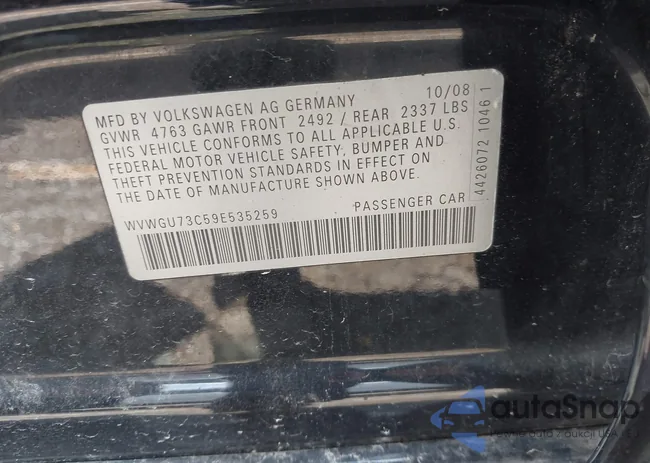 MFD BY VOLKSWAGEN AG GERMANY 10/08
GVWR 4763 GAWR FRONT 2492 / REAR 2337 LBS
THIS VEHICLE CONFORMS TO ALL APPLICABLE U.S.
FEDERAL MOTOR VEHICLE SAFETY, BUMPER AND
THEFT PREVENTION STANDARDS IN EFFECT ON
THE DATE OF MANUFACTURE SHOWN ABOVE.
WVWGU73C59E535259 PASSENGER CAR
4426072 1046 1
autaSnap